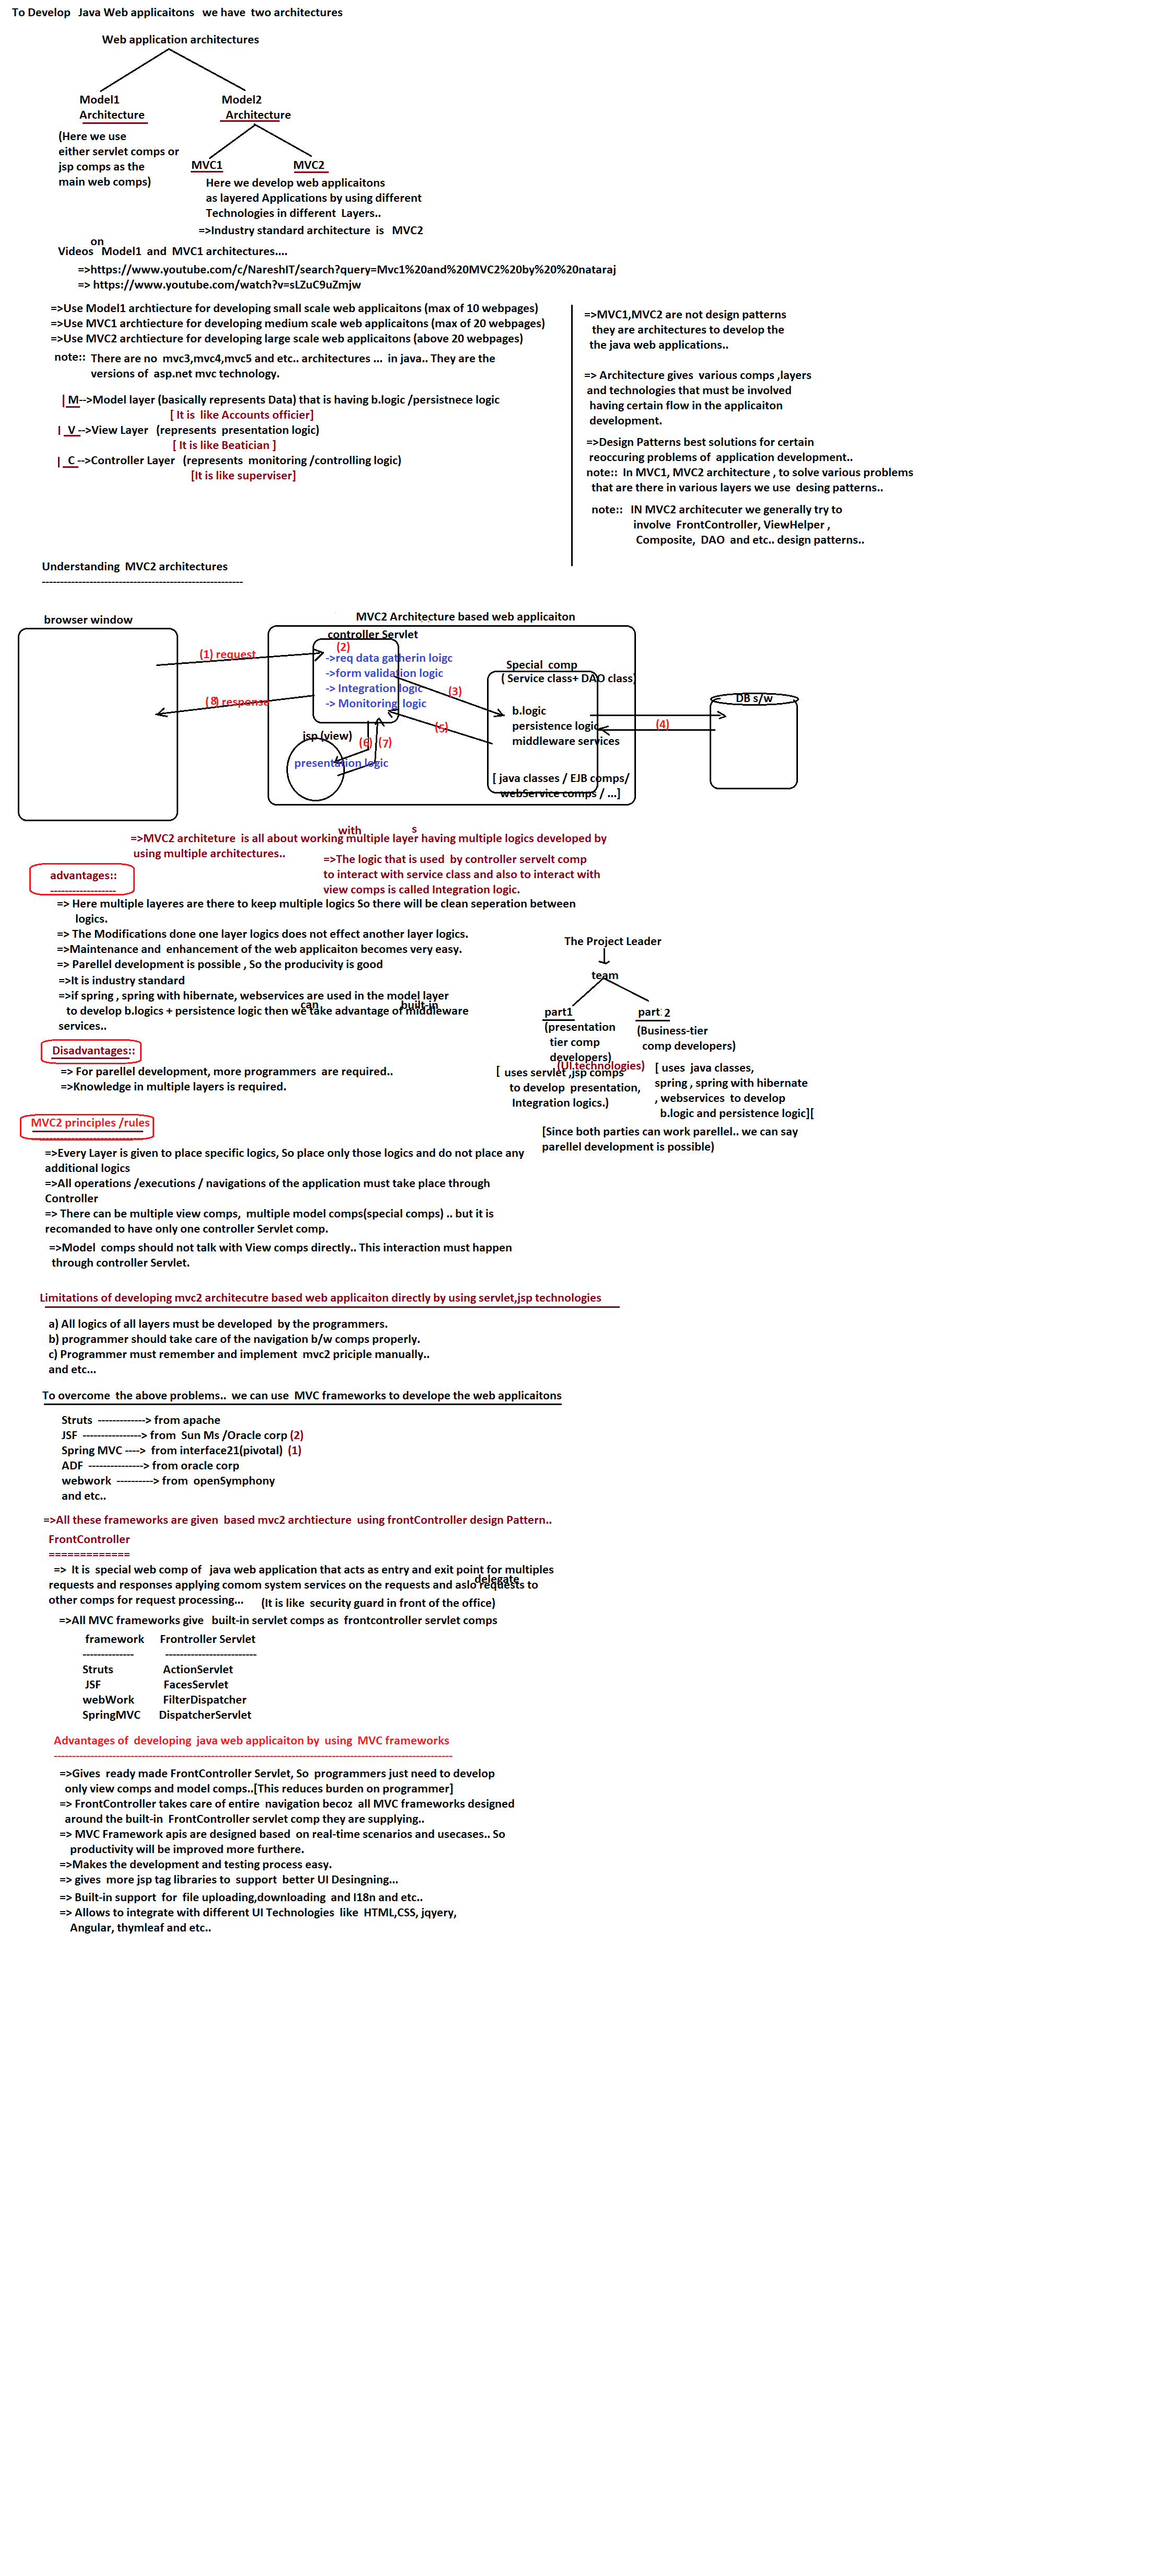 To Develop Java Web applicaitons we have two architectures
Web application architectures
Model1
Architecture
Model2
Architecture
(Here we use
either servlet comps or
jsp comps as the
main web comps)
MVC1
MVC2
Here we develop web applicaitons
as layered Applications by using different
Technologies in different Layers..
=>Industry standard architecture is MVC2
on
Videos Model1 and MVC1 architectures....
=>https://www.youtube.com/c/NareshIT/search?query=Mvc1%20and%20MVC2%20by%20%20nataraj
=> https://www.youtube.com/watch?v=sLZuC9uZmjw
=>Use Model1 archtiecture for developing small scale web applicaitons (max of 10 webpages)
=>Use MVC1 archtiecture for developing medium scale web applicaitons (max of 20 webpages)
=>Use MVC2 archtiecture for developing large scale web applicaitons (above 20 webpages)
note:: There are no mvc3,mvc4,mvc5 and etc.. architectures ... in java.. They are the
versions of asp.net mvc technology.
| M-->Model layer (basically represents Data) that is having b.logic /persistnece logic
[ It is like Accounts officier]
| V -->View Layer (represents presentation logic)
[ It is like Beatician ]
| C -->Controller Layer (represents monitoring /controlling logic)
[It is like superviser]
=>MVC1,MVC2 are not design patterns
they are architectures to develop the
the java web applications..
=> Architecture gives various comps ,layers
and technologies that must be involved
having certain flow in the applicaiton
development.
=>Design Patterns best solutions for certain
reoccuring problems of application development..
note:: In MVC1, MVC2 architecture , to solve various problems
that are there in various layers we use desing patterns..
note:: IN MVC2 architecuter we generally try to
involve FrontController, ViewHelper ,
Composite, DAO and etc.. design patterns..
Understanding MVC2 architectures
-------------------------------------------------------
browser window
MVC2 Architecture based web applicaiton
controller Servlet
(1) request
(2)
->req data gatherin loigc
->form validation logic
-> Integration logic
-> Monitoring logic
(3)
Special comp
( Service class+ DAO class)
b.logic
persistence logic
middleware services
[ java classes / EJB comps/
webService comps / ...]
(4)
DB s/w
(5)
(8) response
jsp (view)
(6)
(7)
presentation logic
with
s
=>MVC2 architeture is all about working multiple layer having multiple logics developed by
using multiple architectures..
=>The logic that is used by controller servelt comp
to interact with service class and also to interact with
view comps is called Integration logic.
advantages::
------------------
=> Here multiple layeres are there to keep multiple logics So there will be clean seperation between
logics.
=> The Modifications done one layer logics does not effect another layer logics.
=>Maintenance and enhancement of the web applicaiton becomes very easy.
=> Parellel development is possible , So the producivity is good
=>It is industry standard
=>if spring , spring with hibernate, webservices are used in the model layer
can
built-in
to develop b.logics + persistence logic then we take advantage of middleware
services..
The Project Leader
team
part1
(presentation
tier comp
developers)
(UI technologies)
[ uses servlet ,jsp comps
to develop presentation,
Integration logics.)
part 2
(Business-tier
comp developers)
[ uses java classes,
spring , spring with hibernate
, webservices to develop
b.logic and persistence logic][
[Since both parties can work parellel.. we can say
parellel development is possible)
Disadvantages::
=> For parellel development, more programmers are required..
=>Knowledge in multiple layers is required.
MVC2 principles /rules
=>Every Layer is given to place specific logics, So place only those logics and do not place any
additional logics
=>All operations /executions / navigations of the application must take place through
Controller
=> There can be multiple view comps, multiple model comps(special comps) .. but it is
recomanded to have only one controller Servlet comp.
=>Model comps should not talk with View comps directly.. This interaction must happen
through controller Servlet.
Limitations of developing mvc2 architecutre based web applicaiton directly by using servlet,jsp technologies
a) All logics of all layers must be developed by the programmers.
b) programmer should take care of the navigation b/w comps properly.
c) Programmer must remember and implement mvc2 priciple manually..
and etc...
To overcome the above problems.. we can use MVC frameworks to develope the web applicaitons
Struts -------------> from apache
JSF ----------------> from Sun Ms /Oracle corp (2)
Spring MVC ----> from interface21(pivotal) (1)
ADF ---------------> from oracle corp
webwork ----------> from openSymphony
and etc..
=>All these frameworks are given based mvc2 archtiecture using frontController design Pattern..
FrontController
=============
=> It is special web comp of java web application that acts as entry and exit point for multiples
delegate
requests and responses applying comom system services on the requests and aslo requests to
other comps for request processing...
(It is like security guard in front of the office)
=>All MVC frameworks give built-in servlet comps as frontcontroller servlet comps
framework Frontroller Servlet
-------------- -------------------------
Struts ActionServlet
JSF FacesServlet
webWork FilterDispatcher
SpringMVC DispatcherServlet
Advantages of developing java web applicaiton by using MVC frameworks
-------------------------------------------------------------------------------------------------------------
=>Gives ready made FrontController Servlet, So programmers just need to develop
only view comps and model comps..[This reduces burden on programmer]
=> FrontController takes care of entire navigation becoz all MVC frameworks designed
around the built-in FrontController servlet comp they are supplying..
=> MVC Framework apis are designed based on real-time scenarios and usecases.. So
productivity will be improved more furthere.
=>Makes the development and testing process easy.
=> gives more jsp tag libraries to support better UI Desingning...
=> Built-in support for file uploading,downloading and I18n and etc..
=> Allows to integrate with different UI Technologies like HTML,CSS, jqyery,
Angular, thymleaf and etc..